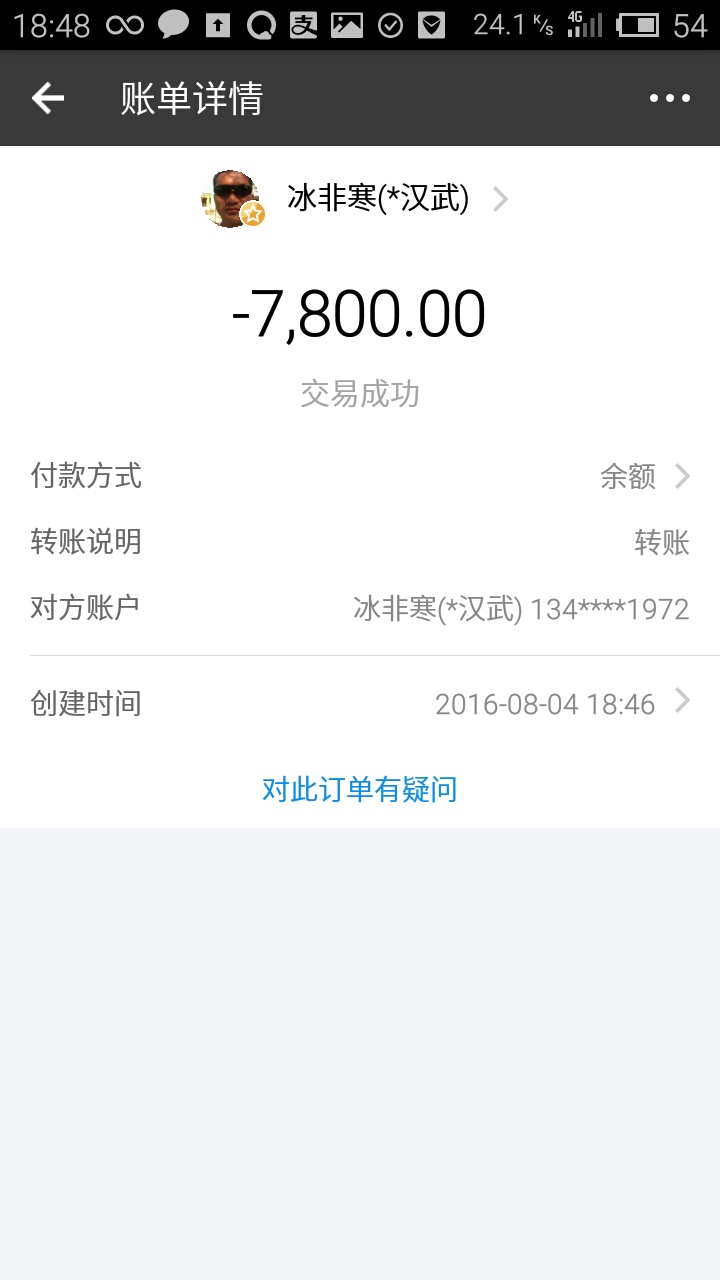 18:48 支 24.1 K/s 4G 54
账单详情
冰非寒(*汉武)
-7,800.00
交易成功
付款方式 余额
转账说明 转账
对方账户 冰非寒(*汉武) 134****1972
创建时间 2016-08-04 18:46
对此订单有疑问